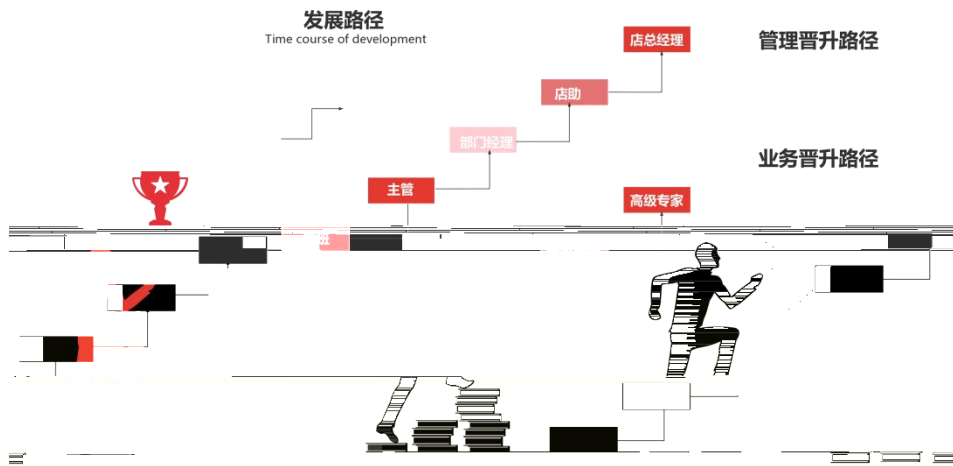 发展路径
Time course of development
店总经理
管理晋升路径
店助
部门经理
业务晋升路径
主管
高级专家